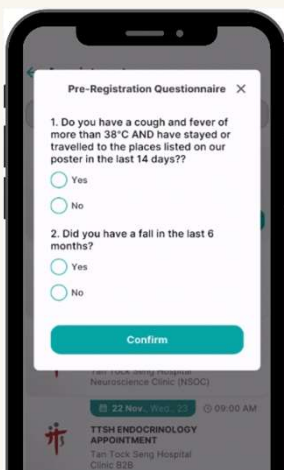 Pre-Registration Questionnaire X
1. Do you have a cough and fever of
more than 38°C AND have stayed or
travelled to the places listed on our
poster in the last 14 days??
Yes
No
2. Did you have a fall in the last 6
months?
Yes
No
Confirm
Tan Tock Seng Hospital
Neuroscience Clinic (NSOC)
22 Nov, Wed, 23 09:00 AM
TTSH ENDOCRINOLOGY
APPOINTMENT
Tan Tock Seng Hospital
Clinic B2B